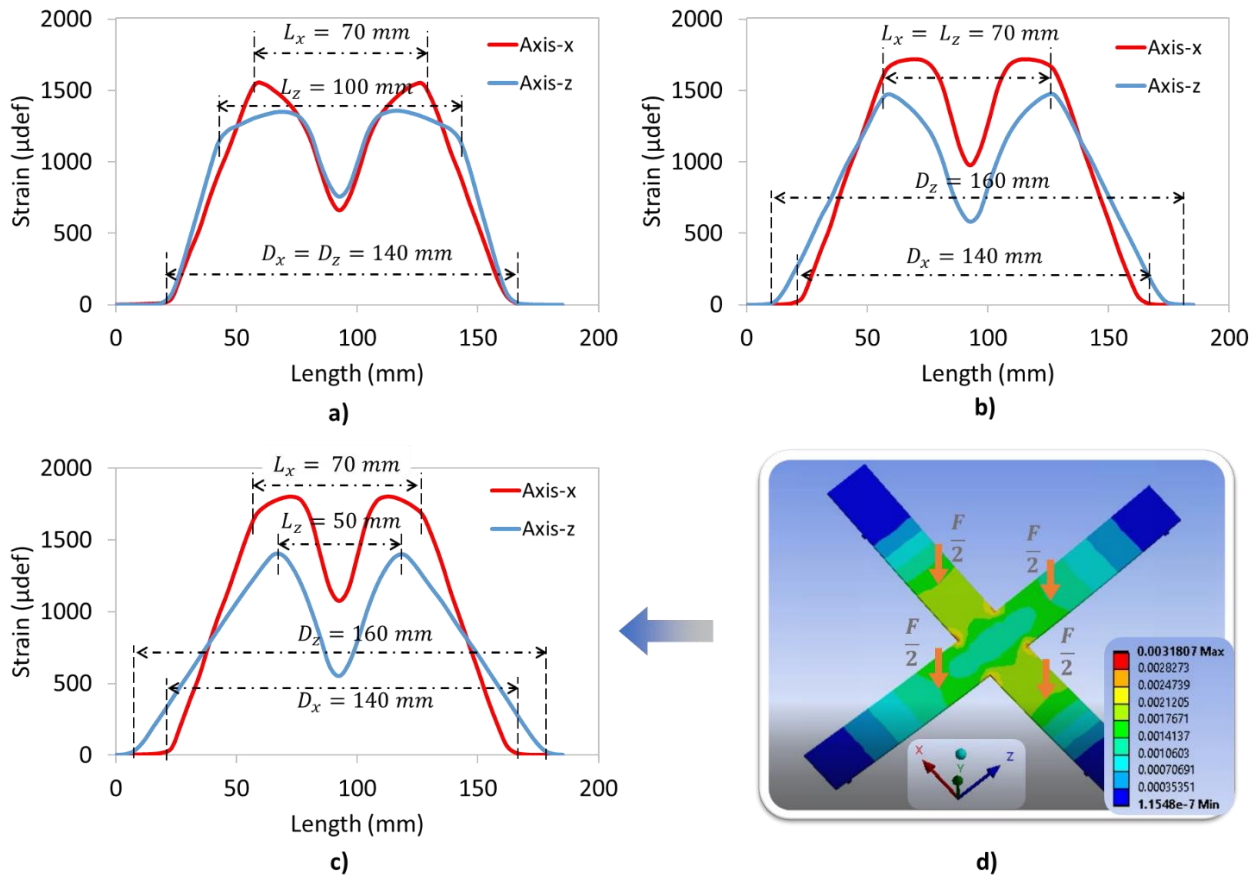 2000
1500
1000
500
0
Strain (µdef)
L_x = 70 mm
Axis-x
Axis-z
L_z = 100 mm
D_x = D_z = 140 mm
0 50 100 150 200
Length (mm)
a)
2000
1500
1000
500
0
Strain (µdef)
L_x = L_z = 70 mm
Axis-x
Axis-z
D_z = 160 mm
D_x = 140 mm
0 50 100 150 200
Length (mm)
b)
2000
1500
1000
500
0
Strain (µdef)
L_x = 70 mm
Axis-x
L_z = 50 mm
Axis-z
D_z = 160 mm
D_x = 140 mm
0 50 100 150 200
Length (mm)
c)
F/2
F/2
F/2
F/2
X Y Z
0.0031807 Max
0.0028273
0.0024739
0.0021205
0.0017671
0.0014137
0.0010603
0.00070691
0.00035351
1.1548e-7 Min
d)